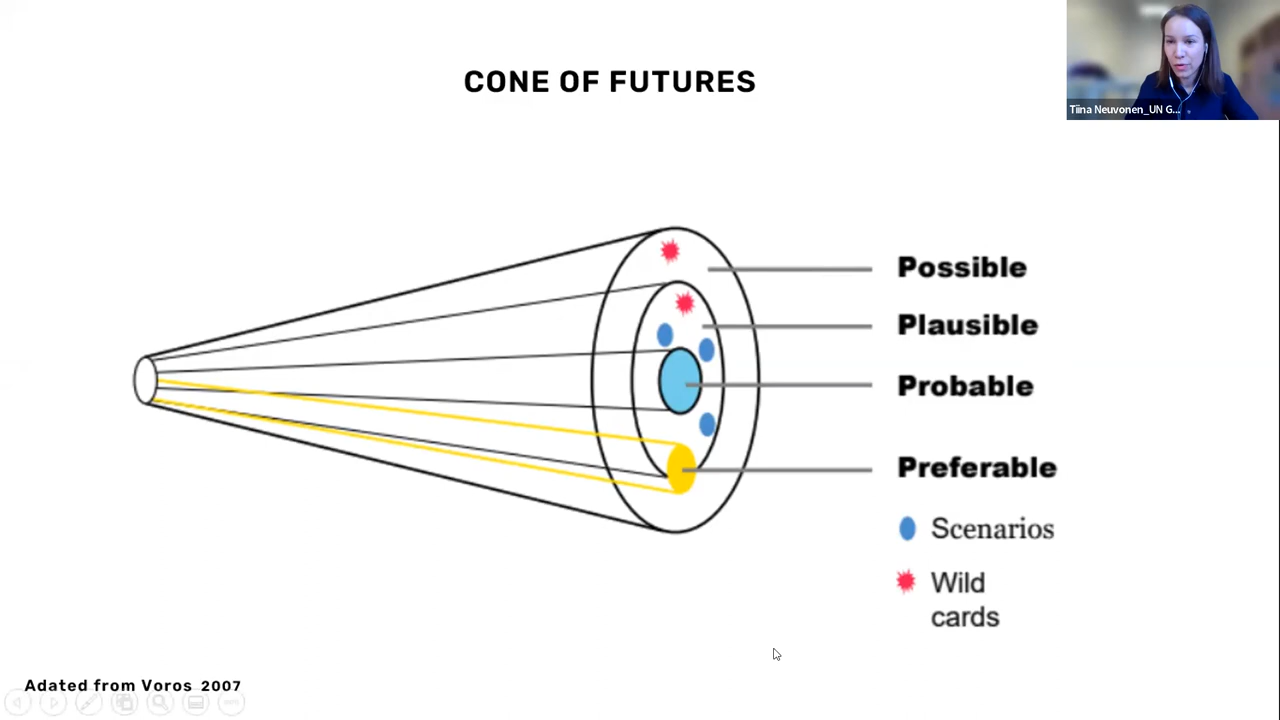 CONE OF FUTURES
Tiina Neuvonen_UN G...
Possible
Plausible
Probable
Preferable
Scenarios
Wild
cards
Adated from Voros 2007